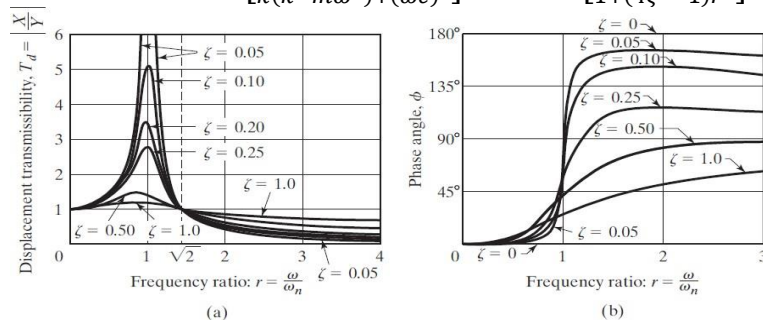 Displacement transmissibility, T_d = |X/Y|
6
5
4
3
2
1
0
1
√2
2
3
4
ζ = 0.05
ζ = 0.10
ζ = 0.20
ζ = 0.25
ζ = 1.0
ζ = 0.50
ζ = 1.0
ζ = 0.05
Frequency ratio: r = ω/ω_n
(a)
Phase angle, ϕ
180°
135°
90°
45°
0
1
2
3
ζ = 0
ζ = 0.05
ζ = 0.10
ζ = 0.25
ζ = 0.50
ζ = 1.0
ζ = 0.05
ζ = 0
Frequency ratio: r = ω/ω_n
(b)